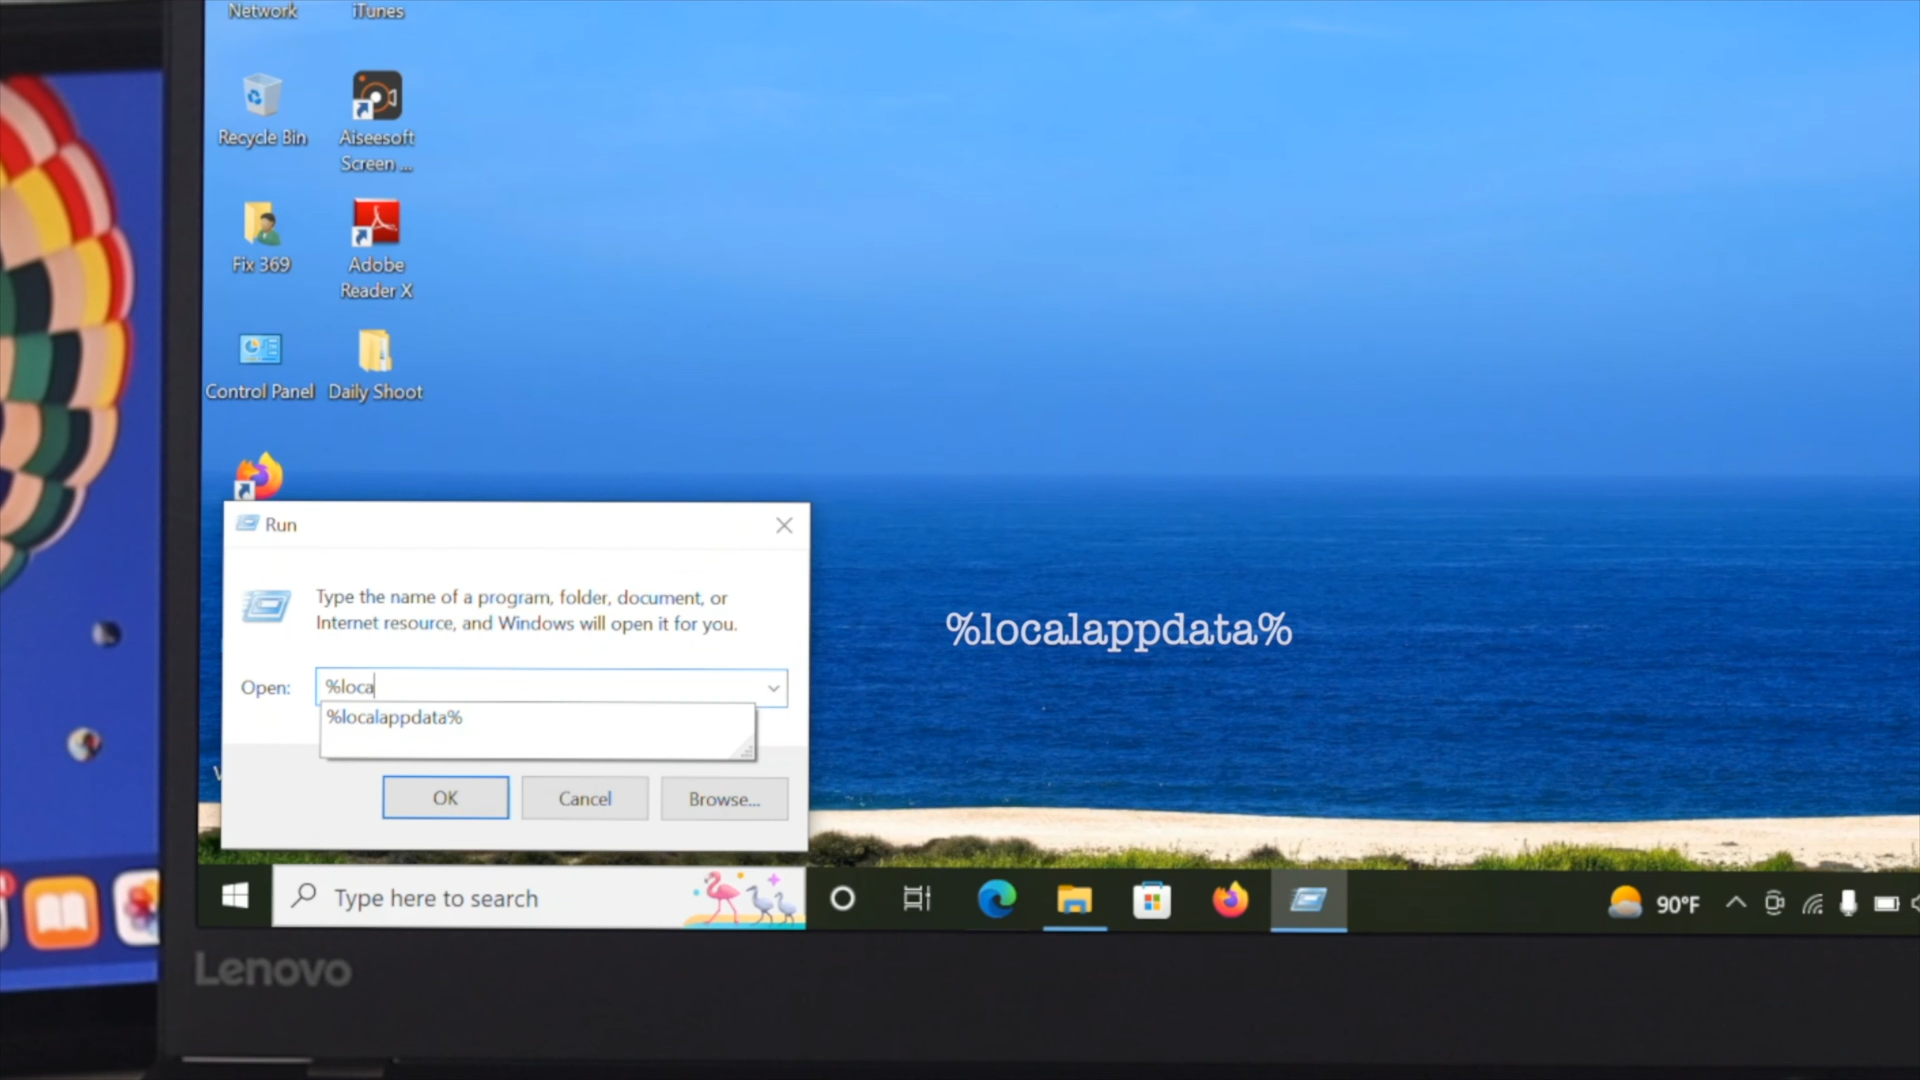 Network
iTunes
Recycle Bin
Aiseesoft
Screen ...
Fix 369
Adobe
Reader X
Control Panel
Daily Shoot
Run
Type the name of a program, folder, document, or
Internet resource, and Windows will open it for you.
Open:
%loca
%localappdata%
OK
Cancel
Browse...
%localappdata%
Type here to search
90°F
Lenovo